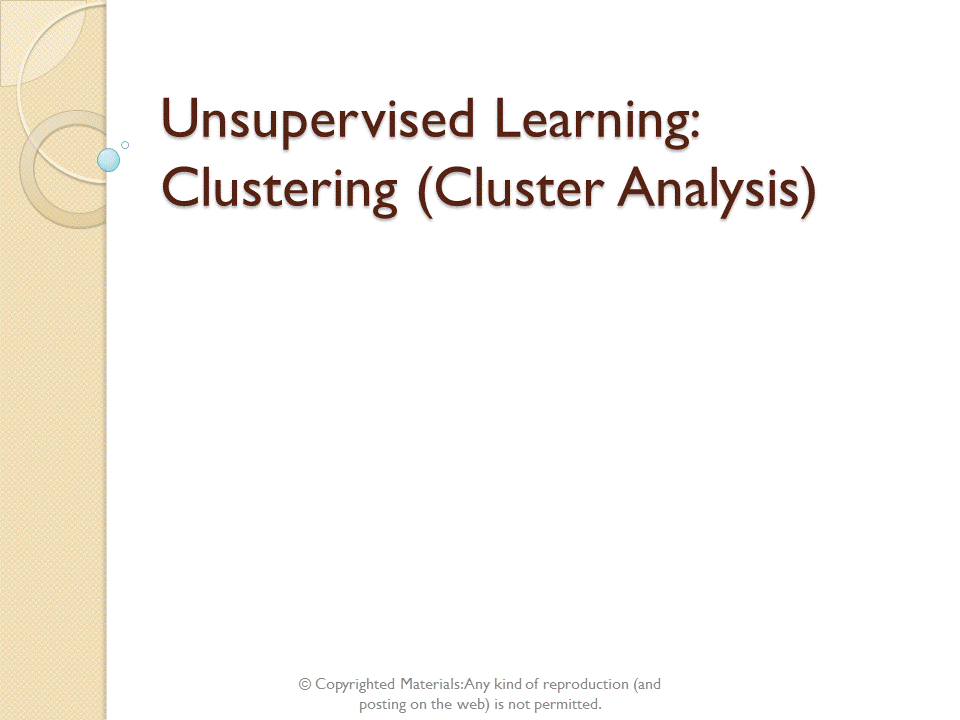 Unsupervised Learning:
Clustering (Cluster Analysis)
© Copyrighted Materials:Any kind of reproduction (and
posting on the web) is not permitted.